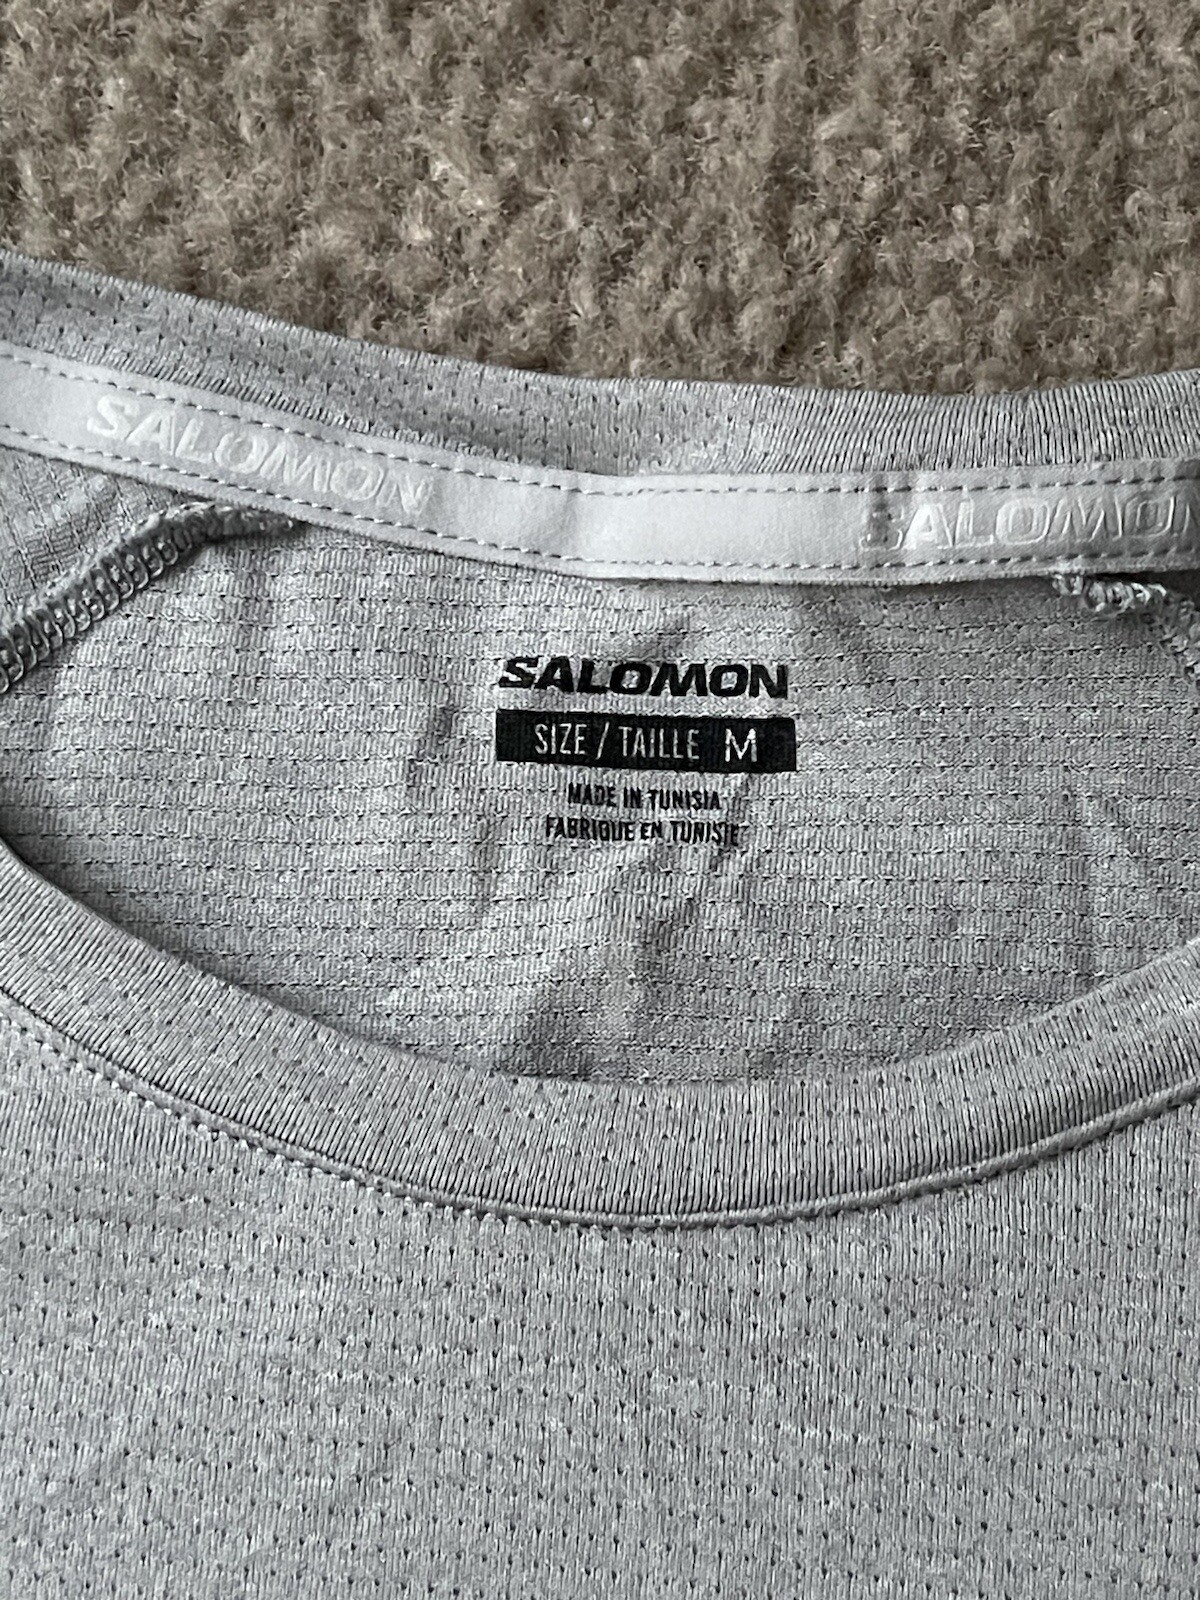 SALOMON
SALOMON
SALOMON
SIZE / TAILLE M
MADE IN TUNISIA
FABRIQUE EN TUNISIE